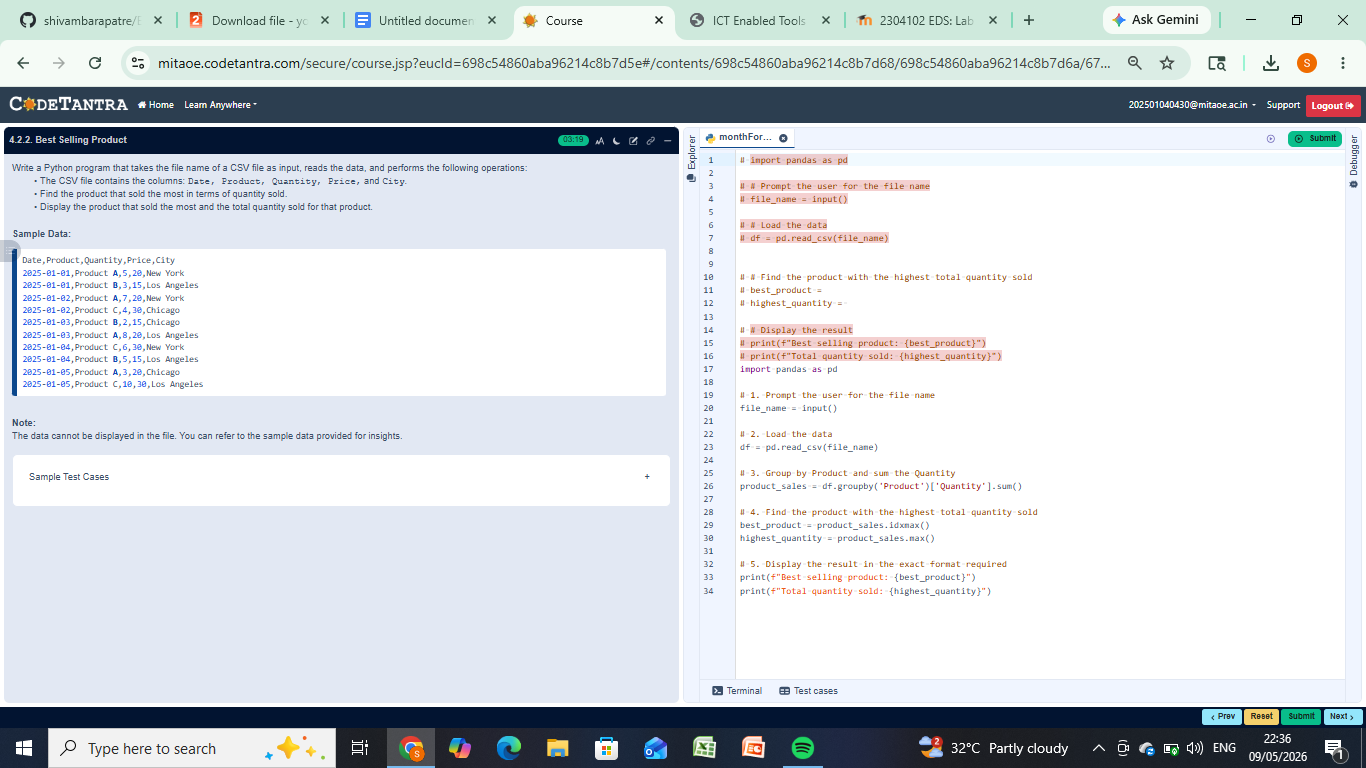 shivambarapatre/E
Download file - yo
Untitled documen
Course
ICT Enabled Tools
2304102 EDS: Lab
Ask Gemini
mitaoe.codetantra.com/secure/course.jsp?eucId=698c54860aba96214c8b7d5e#/contents/698c54860aba96214c8b7d68/698c54860aba96214c8b7d6a/67...
S
CODETANTRA
Home
Learn Anywhere
202501040430@mitaoe.ac.in
Support
Logout
4.2.2. Best Selling Product
03:19
AA
Write a Python program that takes the file name of a CSV file as input, reads the data, and performs the following operations:
• The CSV file contains the columns: Date, Product, Quantity, Price, and City.
• Find the product that sold the most in terms of quantity sold.
• Display the product that sold the most and the total quantity sold for that product.
Sample Data:
Date,Product,Quantity,Price,City
2025-01-01,Product A,5,20,New York
2025-01-01,Product B,3,15,Los Angeles
2025-01-02,Product A,7,20,New York
2025-01-02,Product C,4,30,Chicago
2025-01-03,Product B,2,15,Chicago
2025-01-03,Product A,8,20,Los Angeles
2025-01-04,Product C,6,30,New York
2025-01-04,Product B,5,15,Los Angeles
2025-01-05,Product A,3,20,Chicago
2025-01-05,Product C,10,30,Los Angeles
Note:
The data cannot be displayed in the file. You can refer to the sample data provided for insights.
Sample Test Cases
+
Explorer
monthFor...
Submit
Debugger
1 # import pandas as pd
2
3 # # Prompt the user for the file name
4 # file_name = input()
5
6 # # Load the data
7 # df = pd.read_csv(file_name)
8
9
10 # # Find the product with the highest total quantity sold
11 # best_product =
12 # highest_quantity =
13
14 # # Display the result
15 # print(f"Best selling product: {best_product}")
16 # print(f"Total quantity sold: {highest_quantity}")
17 import pandas as pd
18
19 # 1. Prompt the user for the file name
20 file_name = input()
21
22 # 2. Load the data
23 df = pd.read_csv(file_name)
24
25 # 3. Group by Product and sum the Quantity
26 product_sales = df.groupby('Product')['Quantity'].sum()
27
28 # 4. Find the product with the highest total quantity sold
29 best_product = product_sales.idxmax()
30 highest_quantity = product_sales.max()
31
32 # 5. Display the result in the exact format required
33 print(f"Best selling product: {best_product}")
34 print(f"Total quantity sold: {highest_quantity}")
Terminal
Test cases
‹ Prev
Reset
Submit
Next ›
Type here to search
2
32°C Partly cloudy
ENG
22:36
09/05/2026
1